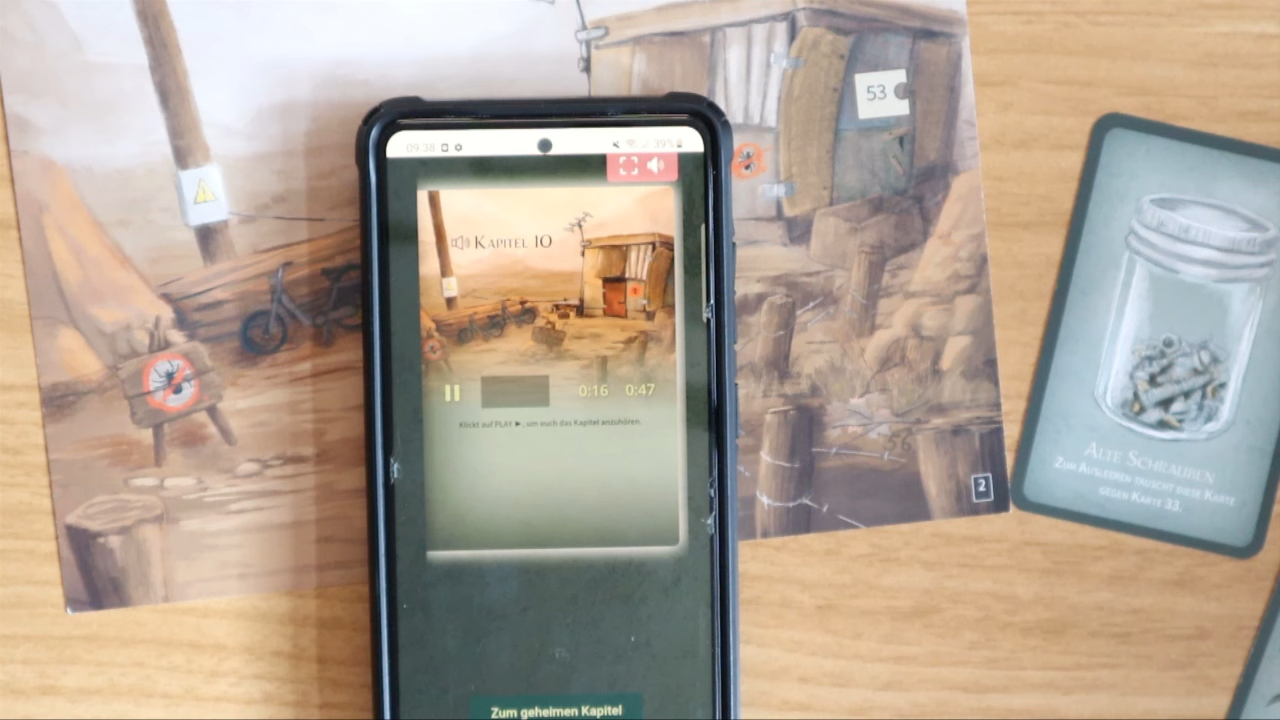 53
09:38
39%
KAPITEL 10
0:16 0:47
Klickt auf PLAY ►, um euch das Kapitel anzuhören.
2
ALTE SCHRAUBEN
ZUM AUSLEEREN TAUSCHT DIESE KARTE
GEGEN KARTE 33.
Zum geheimen Kapitel